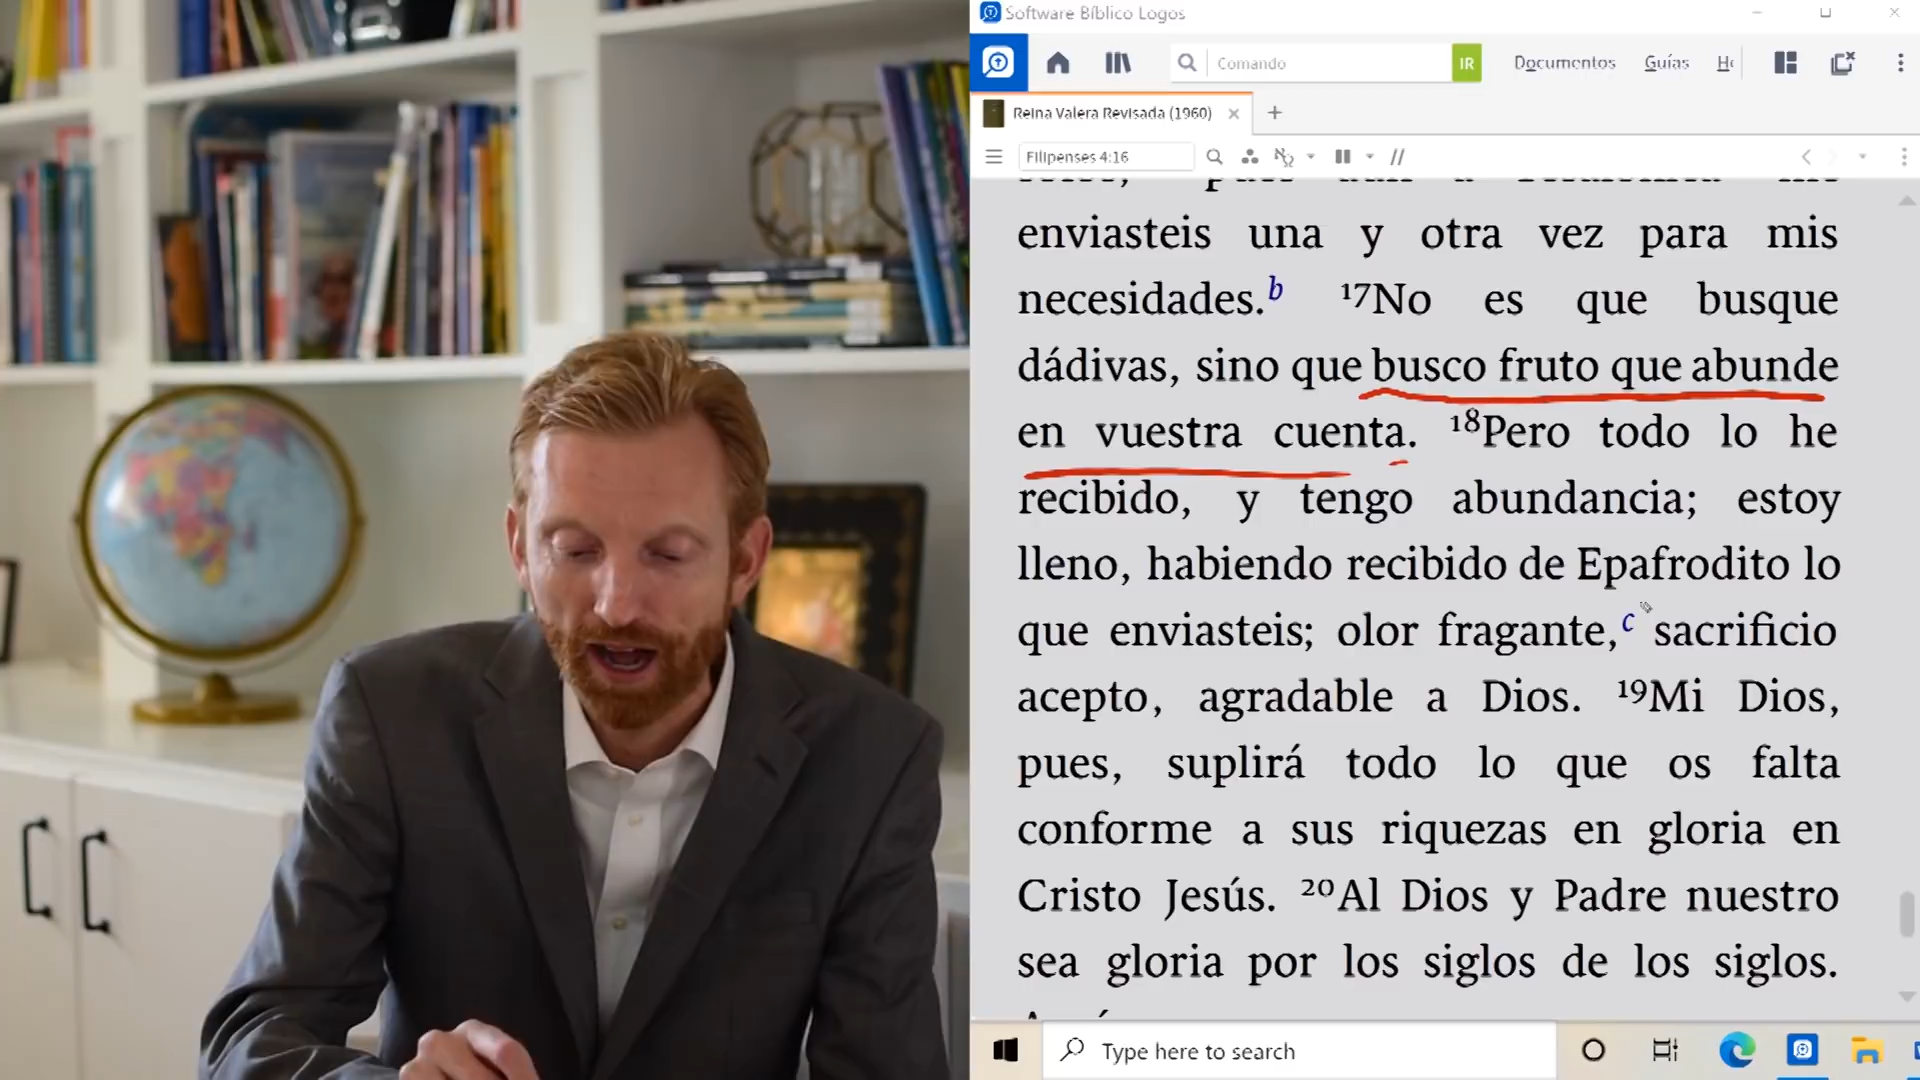 Software Bíblico Logos
Comando
IR
Documentos
Guías
Reina Valera Revisada (1960)
Filipenses 4:16
enviasteis una y otra vez para mis
necesidades.b 17No es que busque
dádivas, sino que busco fruto que abunde
en vuestra cuenta. 18Pero todo lo he
recibido, y tengo abundancia; estoy
lleno, habiendo recibido de Epafrodito lo
que enviasteis; olor fragante,c sacrificio
acepto, agradable a Dios. 19Mi Dios,
pues, suplirá todo lo que os falta
conforme a sus riquezas en gloria en
Cristo Jesús. 20Al Dios y Padre nuestro
sea gloria por los siglos de los siglos.
Type here to search